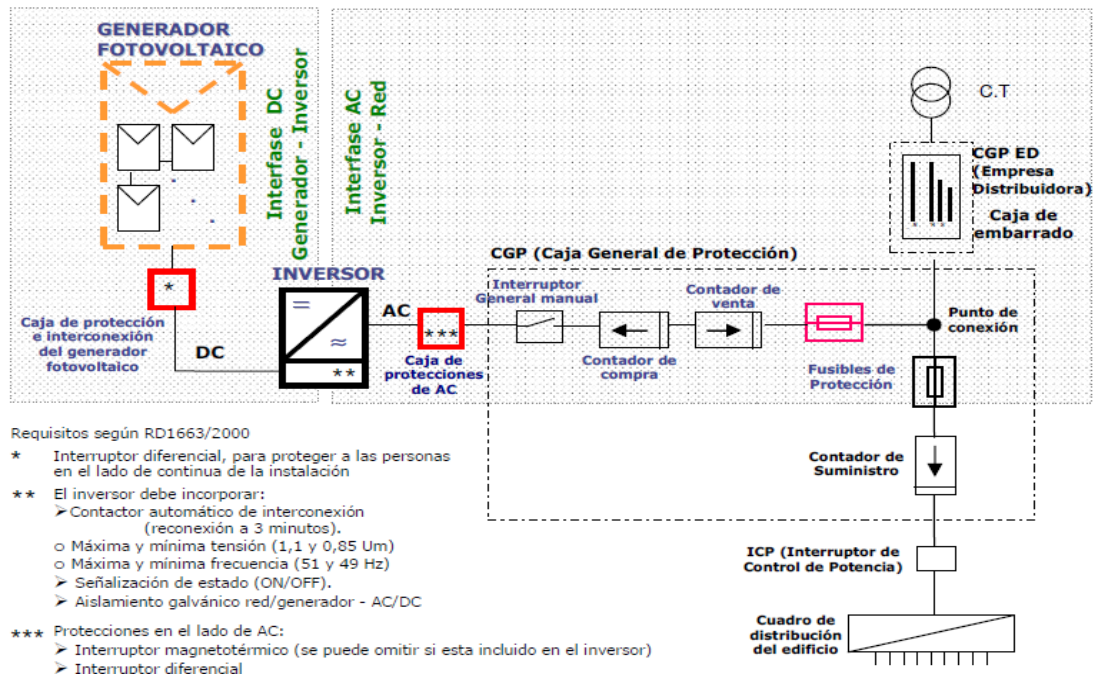 GENERADOR
FOTOVOLTAICO
Interfase DC
Generador - Inversor
Interfase AC
Inversor - Red
C.T
CGP ED
(Empresa
Distribuidora)
Caja de
embarrado
* **
*
Caja de protección
e interconexión
del generador
fotovoltaico
DC
INVERSOR
=
≈
**
AC
***
Caja de
protecciones
de AC
CGP (Caja General de Protección)
Interruptor
General manual
Contador de
compra
Contador de
venta
Fusibles de
Protección
Punto de
conexión
Contador de
Suministro
ICP (Interruptor de
Control de Potencia)
Cuadro de
distribución
del edificio
Requisitos según RD1663/2000
* Interruptor diferencial, para proteger a las personas
en el lado de continua de la instalación
** El inversor debe incorporar:
➢Contactor automático de interconexión
(reconexión a 3 minutos).
o Máxima y mínima tensión (1,1 y 0,85 Um)
o Máxima y mínima frecuencia (51 y 49 Hz)
➢ Señalización de estado (ON/OFF).
➢ Aislamiento galvánico red/generador - AC/DC
*** Protecciones en el lado de AC:
➢ Interruptor magnetotérmico (se puede omitir si esta incluido en el inversor)
➢ Interruptor diferencial